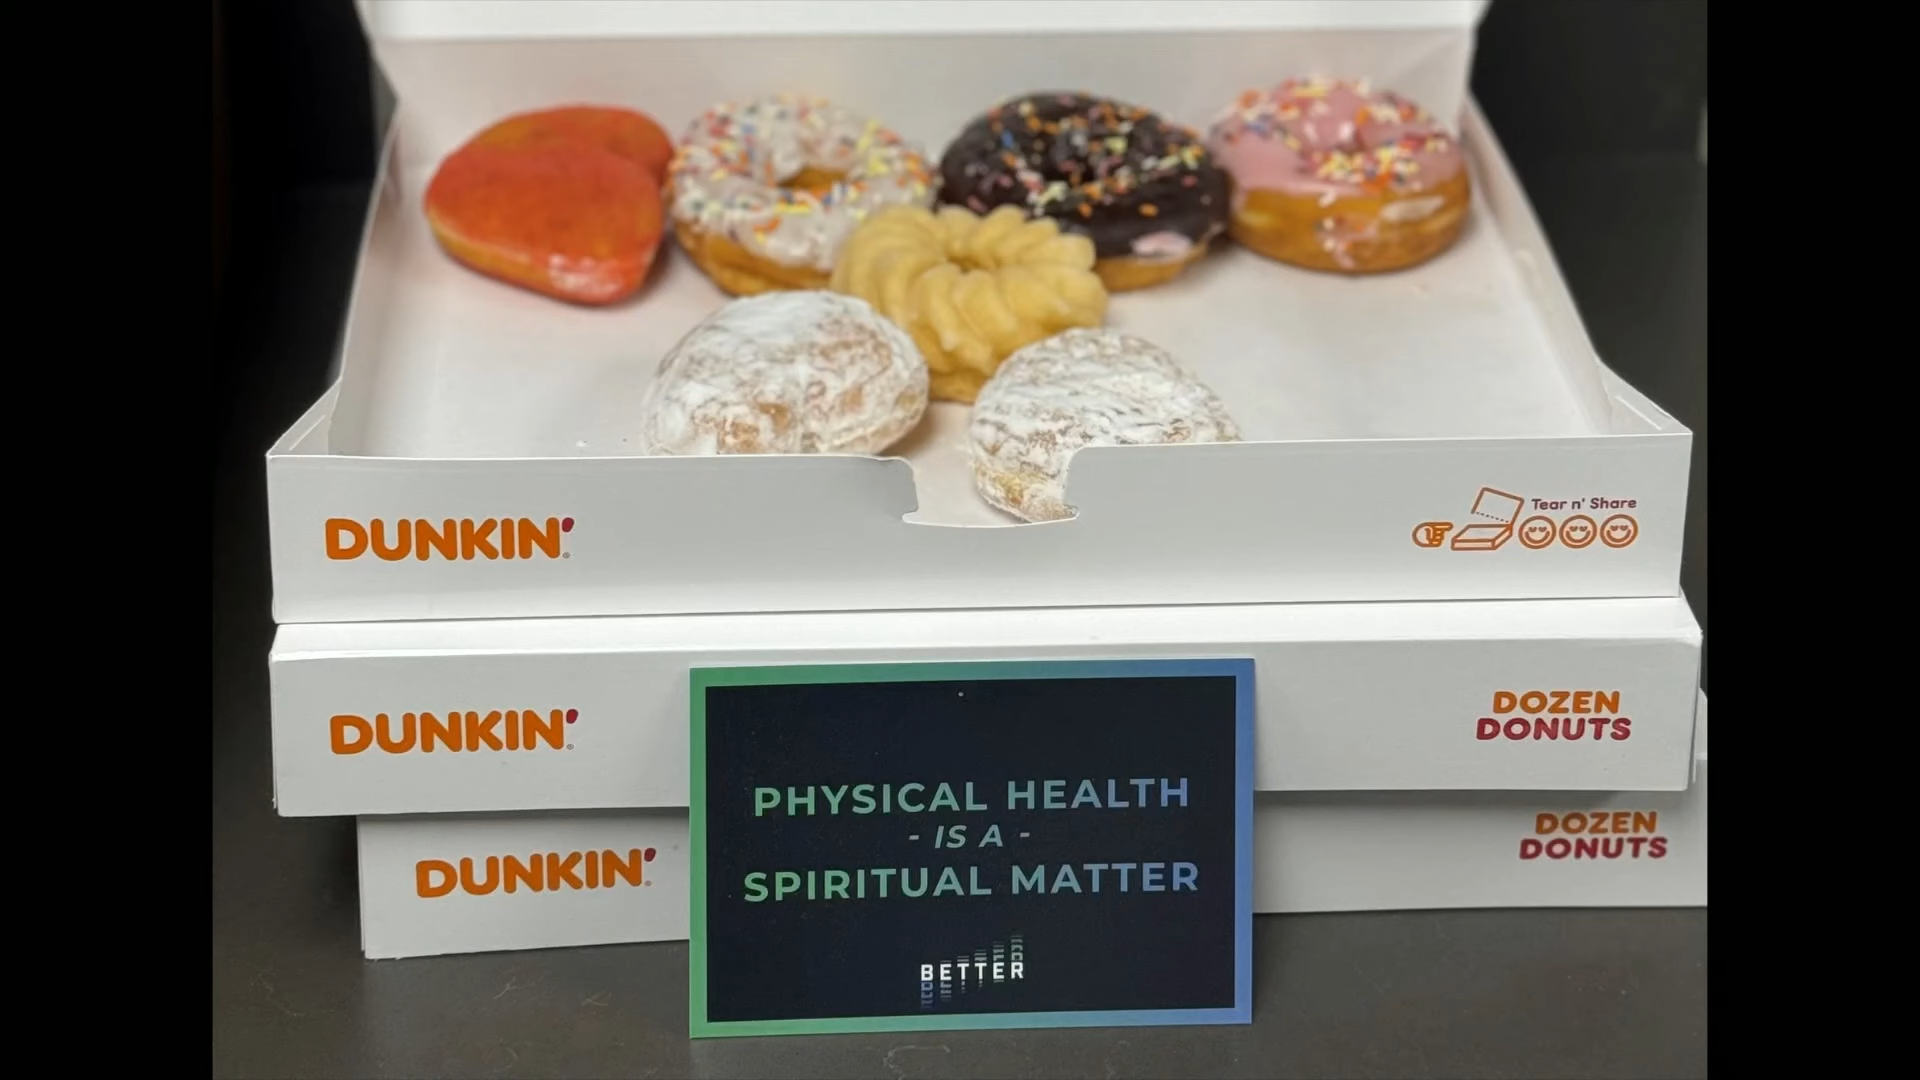 DUNKIN'
Tear n' Share
DUNKIN'
DOZEN
DONUTS
DUNKIN'
DOZEN
DONUTS
PHYSICAL HEALTH
- IS A -
SPIRITUAL MATTER
BETTER